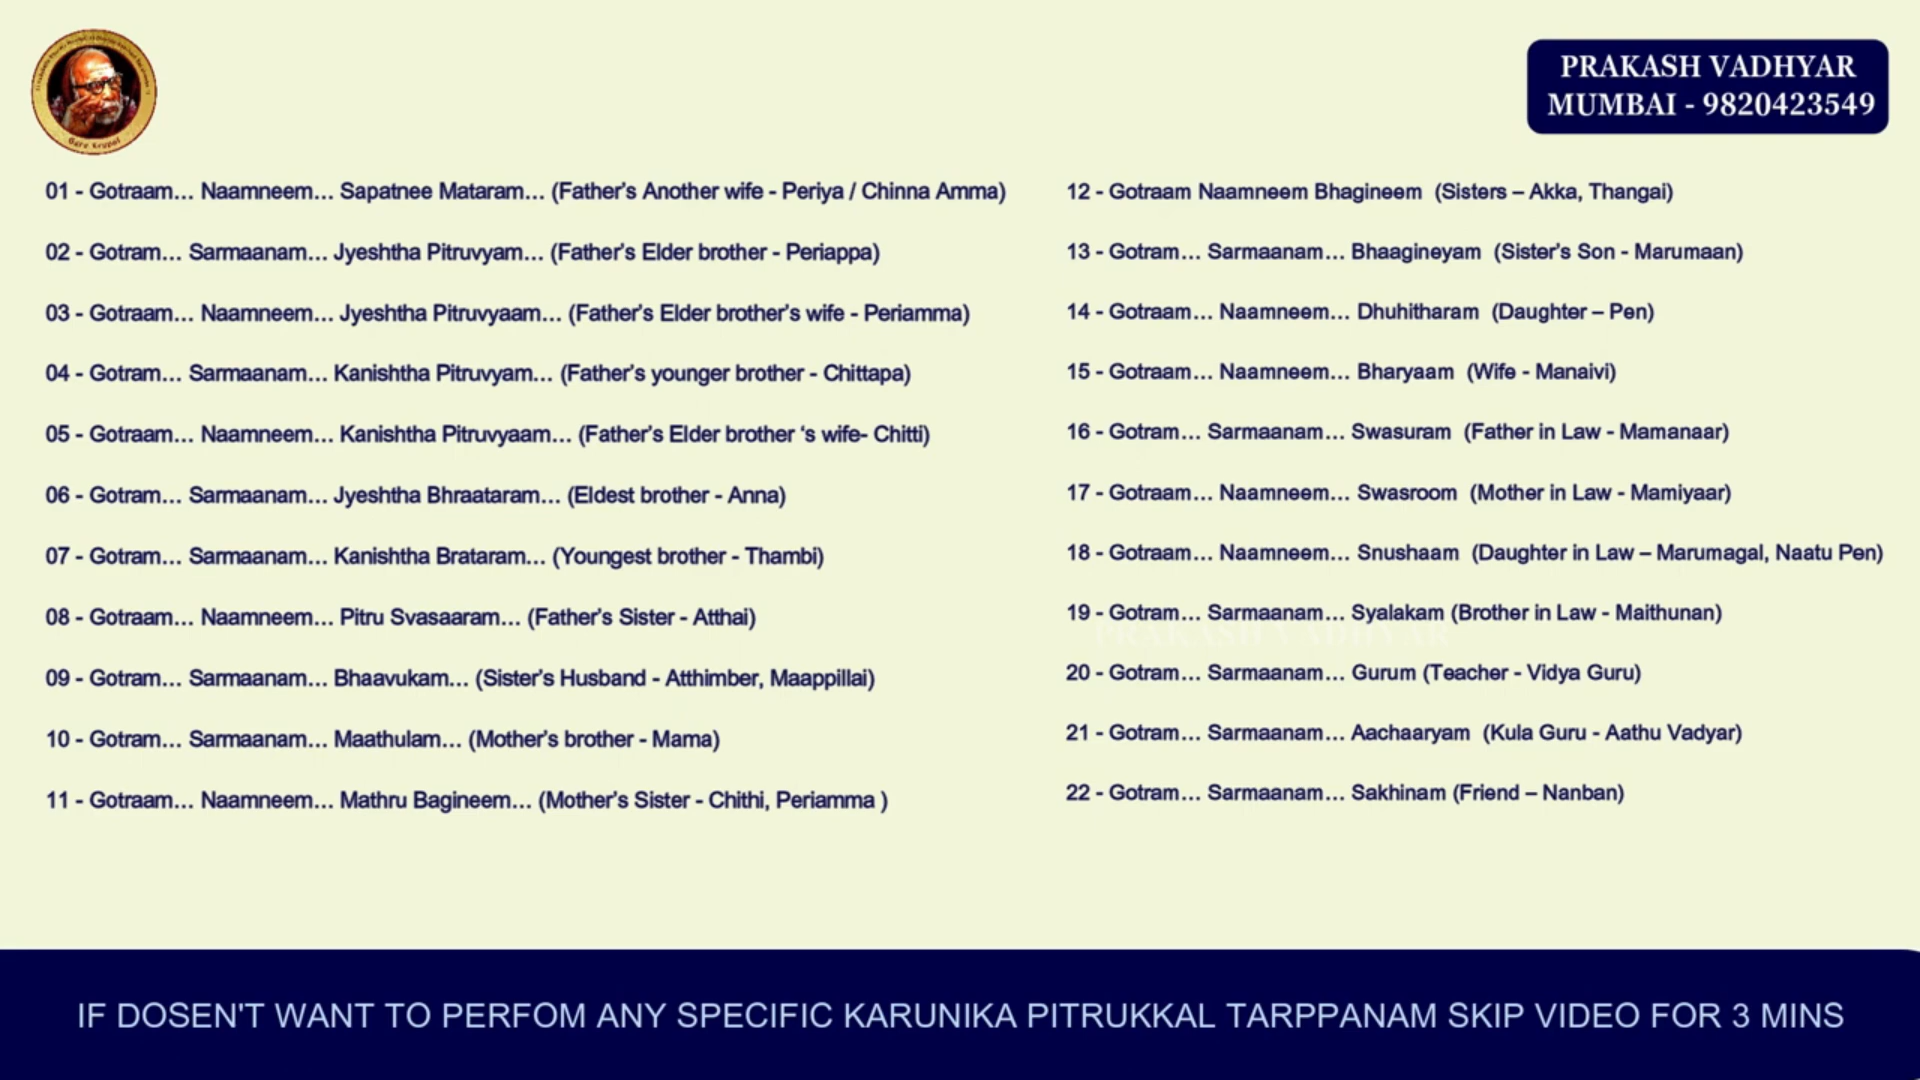 PRAKASH VADHYAR
MUMBAI - 9820423549
01 - Gotraam... Naamneem... Sapatnee Mataram... (Father's Another wife - Periya / Chinna Amma)
02 - Gotram... Sarmaanam... Jyeshtha Pitruvyam... (Father's Elder brother - Periappa)
03 - Gotraam... Naamneem... Jyeshtha Pitruvyaam... (Father's Elder brother's wife - Periamma)
04 - Gotram... Sarmaanam... Kanishtha Pitruvyam... (Father's younger brother - Chittapa)
05 - Gotraam... Naamneem... Kanishtha Pitruvyaam... (Father's Elder brother ‘s wife- Chitti)
06 - Gotram... Sarmaanam... Jyeshtha Bhraataram... (Eldest brother - Anna)
07 - Gotram... Sarmaanam... Kanishtha Brataram... (Youngest brother - Thambi)
08 - Gotraam... Naamneem... Pitru Svasaaram... (Father's Sister - Atthai)
09 - Gotram... Sarmaanam... Bhaavukam... (Sister's Husband - Atthimber, Maappillai)
10 - Gotram... Sarmaanam... Maathulam... (Mother's brother - Mama)
11 - Gotraam... Naamneem... Mathru Bagineem... (Mother's Sister - Chithi, Periamma )
12 - Gotraam Naamneem Bhagineem (Sisters – Akka, Thangai)
13 - Gotram... Sarmaanam... Bhaagineyam (Sister's Son - Marumaan)
14 - Gotraam... Naamneem... Dhuhitharam (Daughter – Pen)
15 - Gotraam... Naamneem... Bharyaam (Wife - Manaivi)
16 - Gotram... Sarmaanam... Swasuram (Father in Law - Mamanaar)
17 - Gotraam... Naamneem... Swasroom (Mother in Law - Mamiyaar)
18 - Gotraam... Naamneem... Snushaam (Daughter in Law – Marumagal, Naatu Pen)
19 - Gotram... Sarmaanam... Syalakam (Brother in Law - Maithunan)
PRAKASH VADHYAR
20 - Gotram... Sarmaanam... Gurum (Teacher - Vidya Guru)
21 - Gotram... Sarmaanam... Aachaaryam (Kula Guru - Aathu Vadyar)
22 - Gotram... Sarmaanam... Sakhinam (Friend – Nanban)
IF DOSEN'T WANT TO PERFOM ANY SPECIFIC KARUNIKA PITRUKKAL TARPPANAM SKIP VIDEO FOR 3 MINS